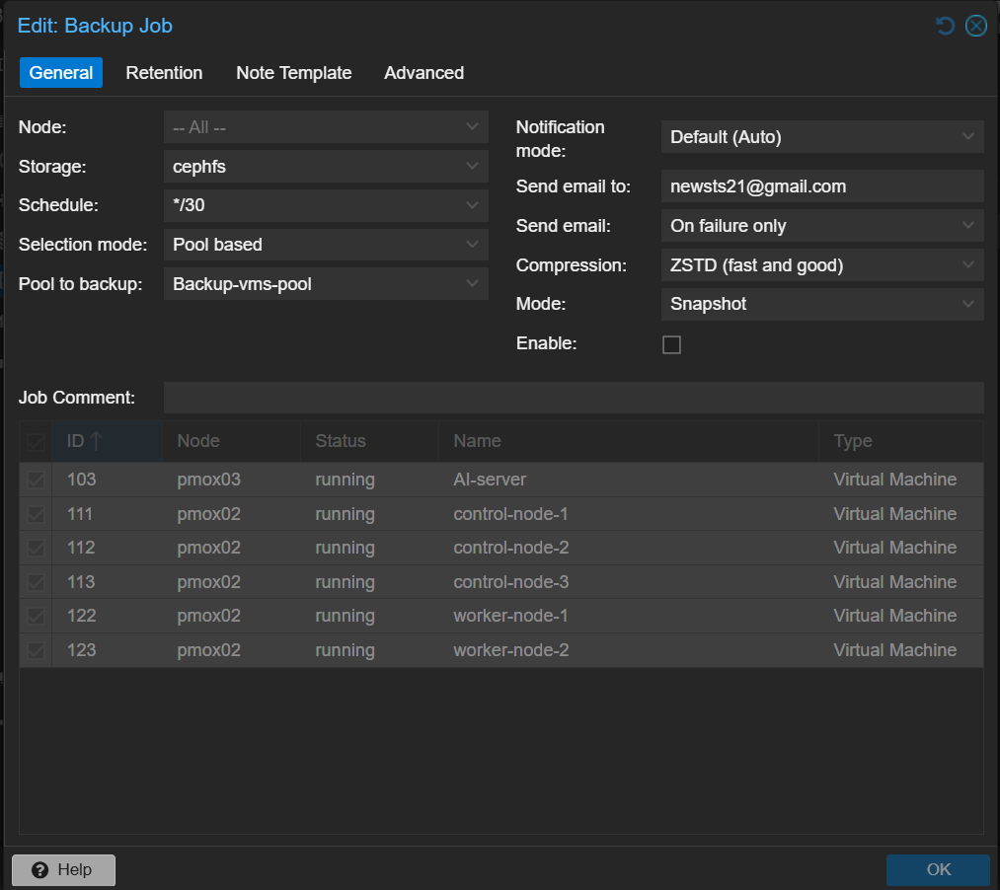 Edit: Backup Job
General Retention Note Template Advanced
Node: -- All --
Storage: cephfs
Schedule: */30
Selection mode: Pool based
Pool to backup: Backup-vms-pool
Notification mode: Default (Auto)
Send email to: newsts21@gmail.com
Send email: On failure only
Compression: ZSTD (fast and good)
Mode: Snapshot
Enable:
Job Comment:
ID Node Status Name Type
103 pmox03 running AI-server Virtual Machine
111 pmox02 running control-node-1 Virtual Machine
112 pmox02 running control-node-2 Virtual Machine
113 pmox02 running control-node-3 Virtual Machine
122 pmox02 running worker-node-1 Virtual Machine
123 pmox02 running worker-node-2 Virtual Machine
Help OK